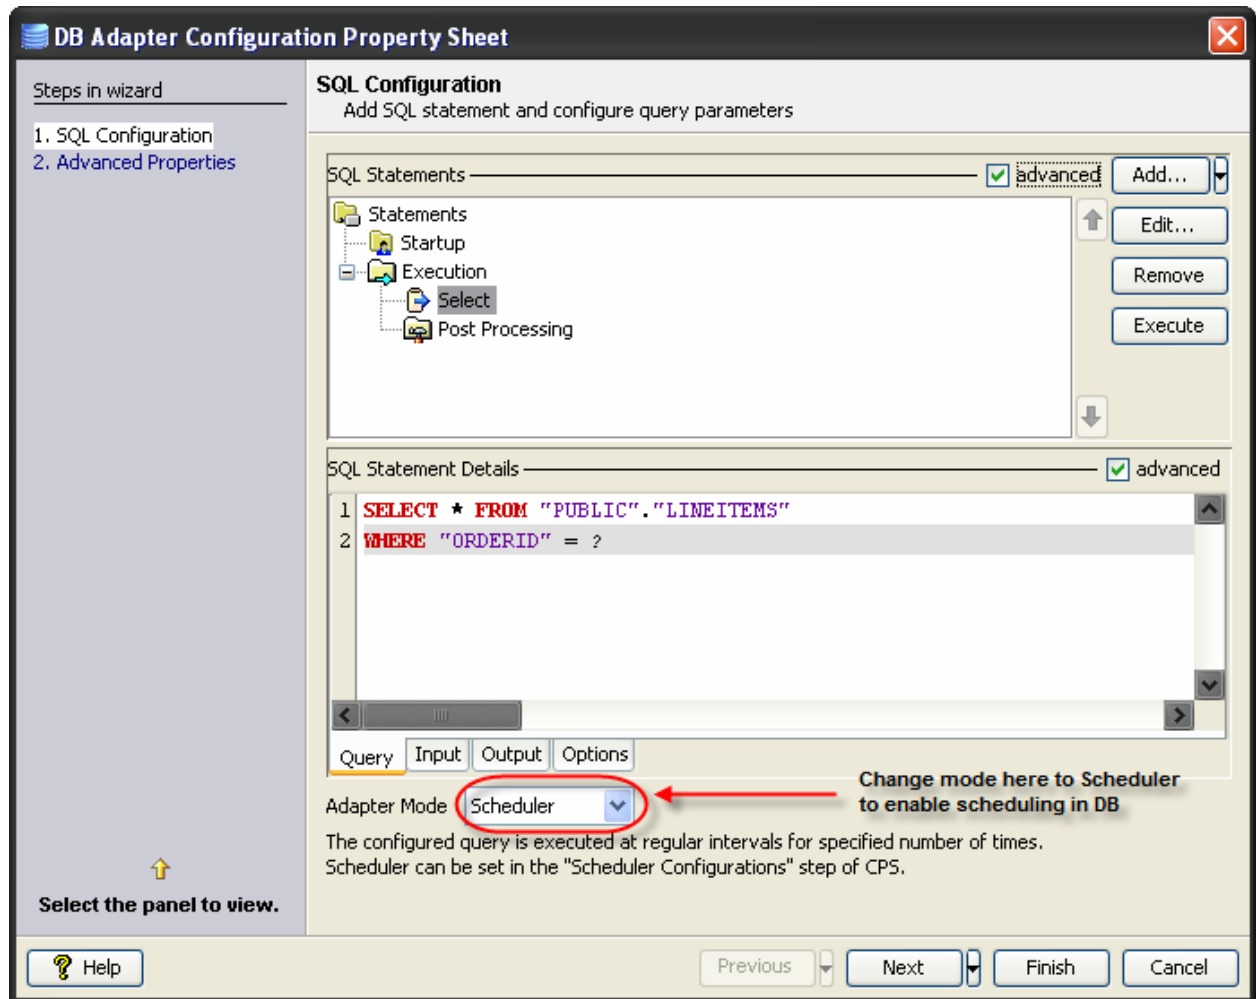 DB Adapter Configuration Property Sheet
Steps in wizard
1. SQL Configuration
2. Advanced Properties
SQL Configuration
Add SQL statement and configure query parameters
SQL Statements
advanced
Add...
Statements
Startup
Execution
Select
Post Processing
Edit...
Remove
Execute
SQL Statement Details
advanced
1 SELECT * FROM "PUBLIC"."LINEITEMS"
2 WHERE "ORDERID" = ?
Query Input Output Options
Adapter Mode Scheduler
Change mode here to Scheduler
to enable scheduling in DB
The configured query is executed at regular intervals for specified number of times.
Scheduler can be set in the "Scheduler Configurations" step of CPS.
Select the panel to view.
Help
Previous
Next
Finish
Cancel